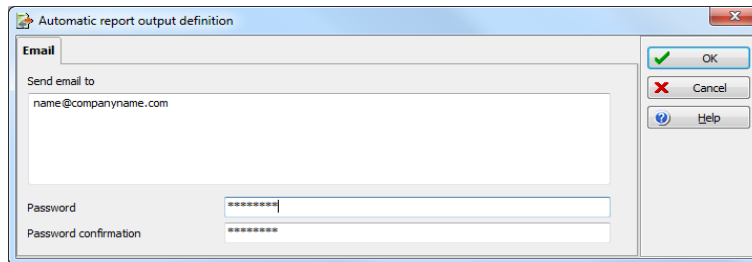 Automatic report output definition
Email
Send email to
name@companyname.com
Password ********
Password confirmation ********
OK
Cancel
Help